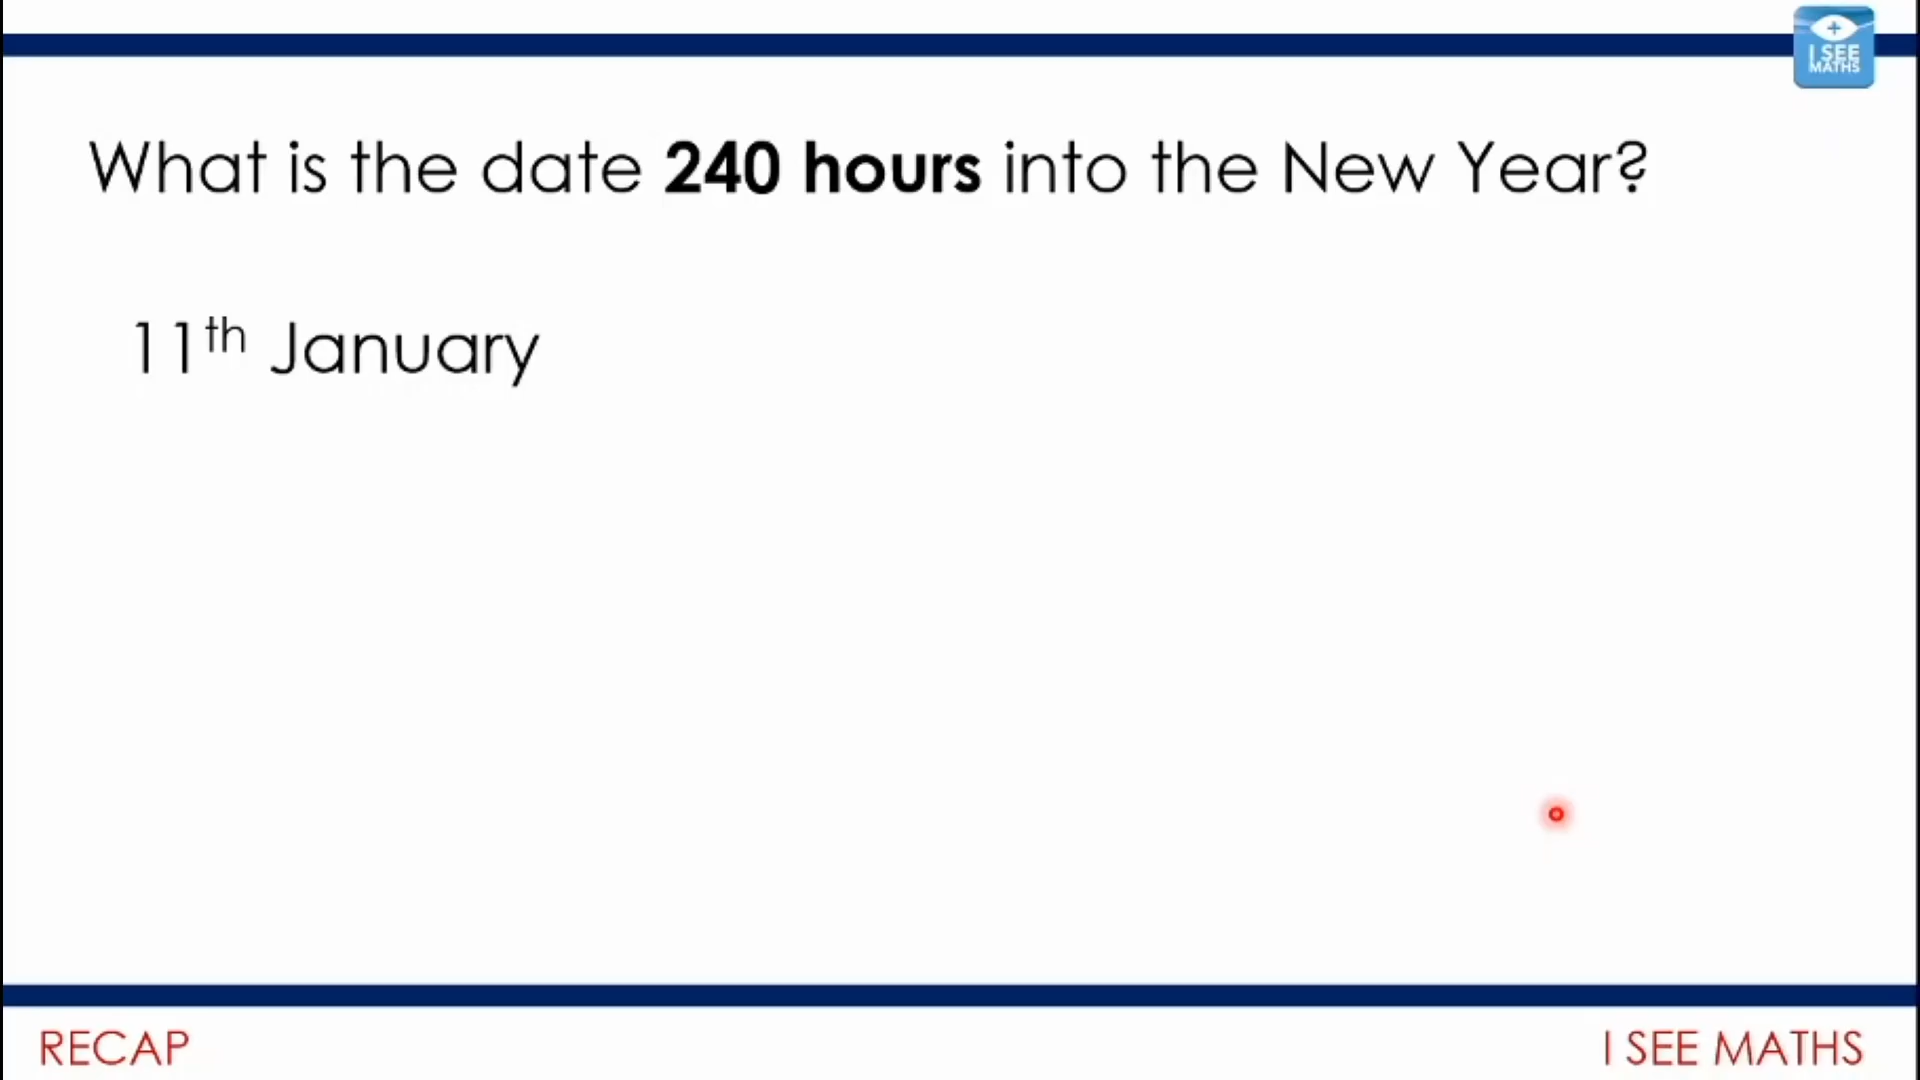 I SEE
MATHS
What is the date 240 hours into the New Year?
11th January
RECAP
I SEE MATHS